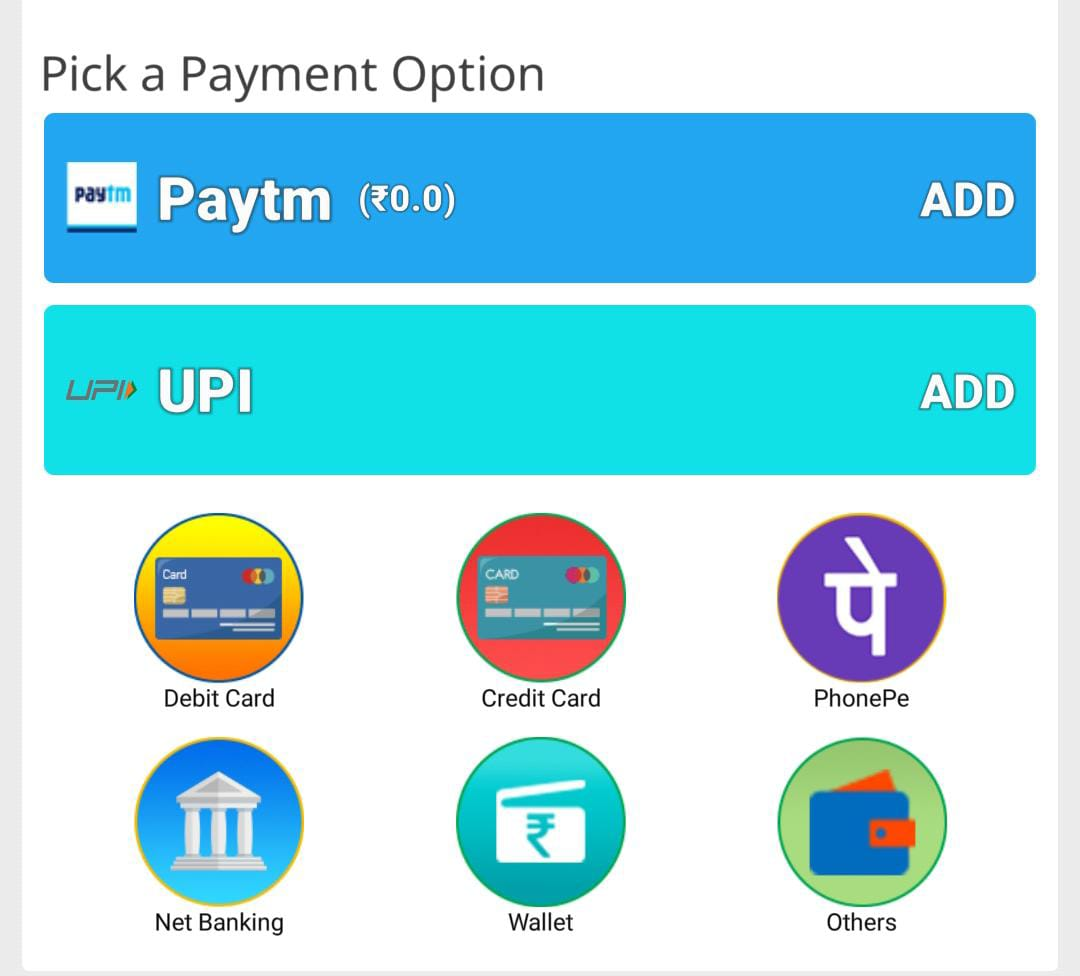 Pick a Payment Option
paytm Paytm (₹0.0) ADD
UPI UPI ADD
Card CARD पे
Debit Card Credit Card PhonePe
₹
Net Banking Wallet Others